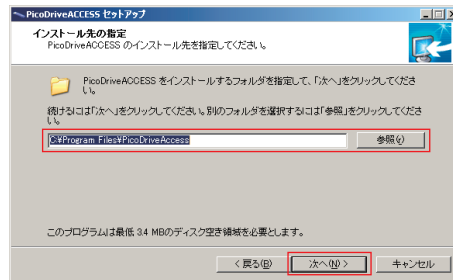 PicoDriveACCESS セットアップ
インストール先の指定
PicoDriveACCESS のインストール先を指定してください。
PicoDriveACCESS をインストールするフォルダを指定して、「次へ」をクリックしてくださ
い。
続けるには「次へ」をクリックしてください。別のフォルダを選択するには「参照」をクリックしてくださ
い。
C:¥Program Files¥PicoDriveAccess
参照(r)
このプログラムは最低 3.4 MBのディスク空き領域を必要とします。
< 戻る(B)
次へ(N) >
キャンセル